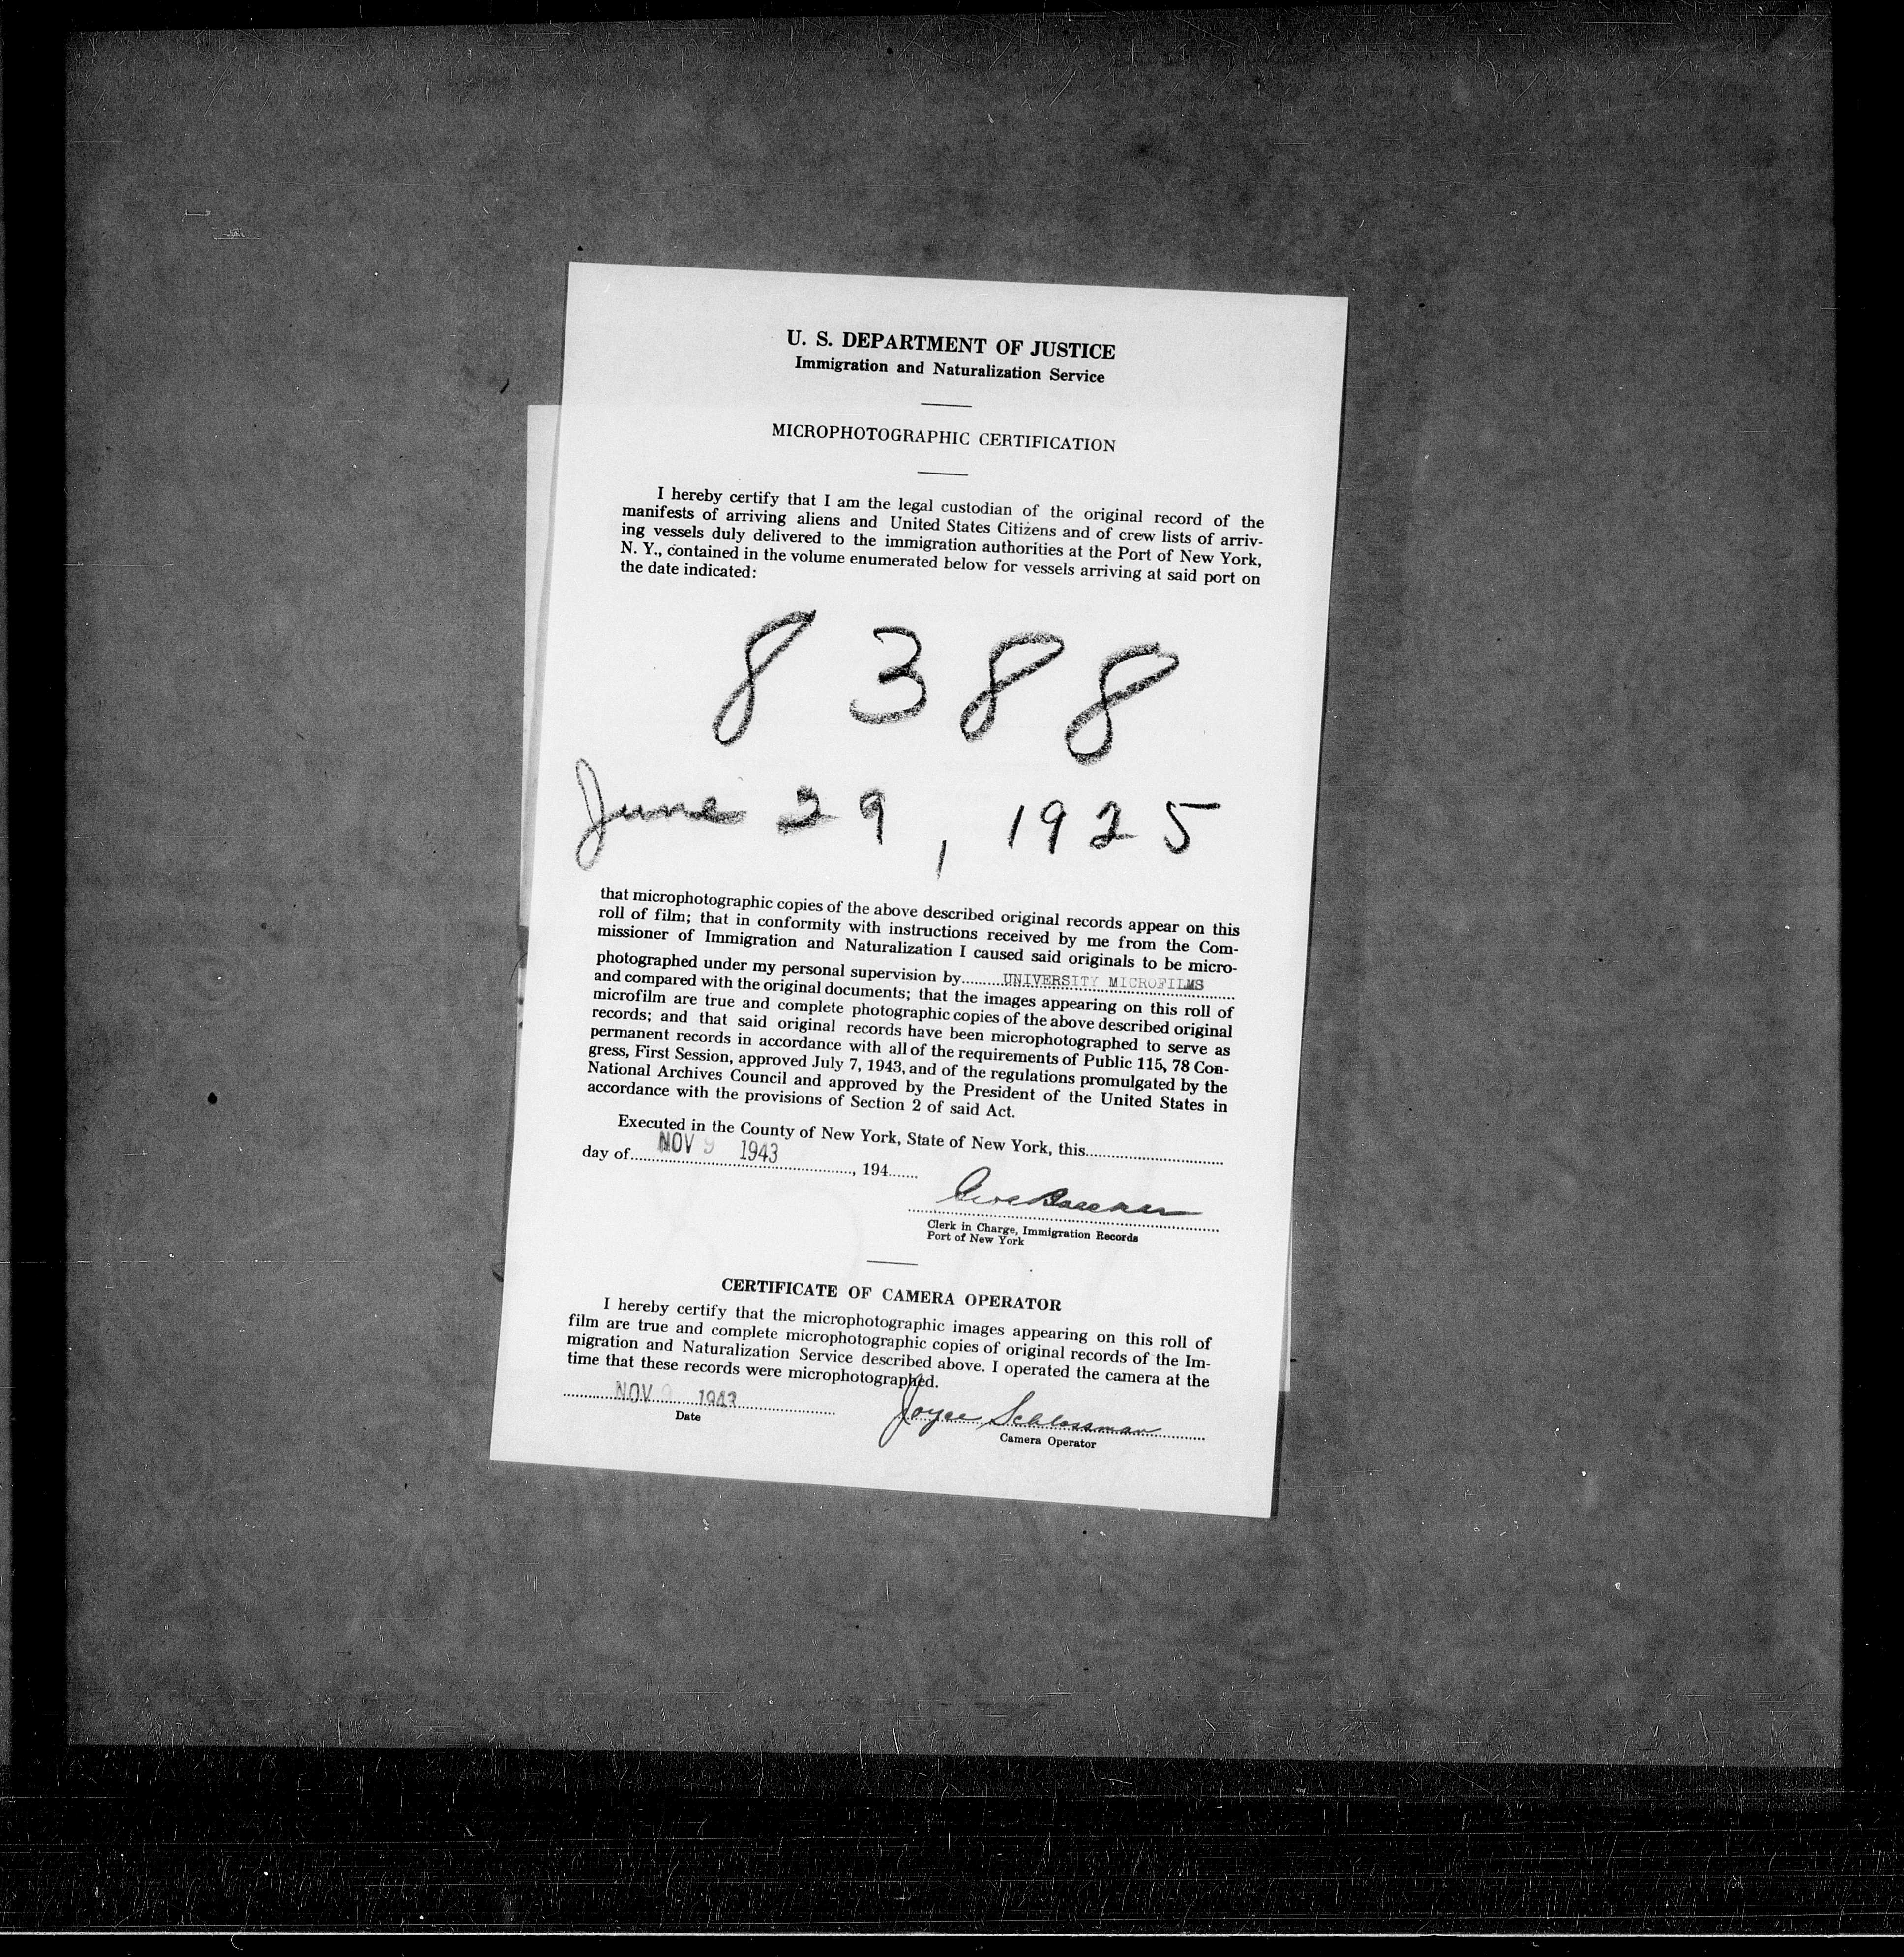 U. S. DEPARTMENT OF JUSTICE
Immigration and Naturalization Service
MICROPHOTOGRAPHIC CERTIFICATION
I hereby certify that I am the legal custodian of the original record of the
manifests of arriving aliens and United States Citizens and of crew lists of arriv-
ing vessels duly delivered to the immigration authorities at the Port of New York,
N. Y., contained in the volume enumerated below for vessels arriving at said port on
the date indicated:
8388
June 29, 1925
that microphotographic copies of the above described original records appear on this
roll of film; that in conformity with instructions received by me from the Com-
missioner of Immigration and Naturalization I caused said originals to be micro-
photographed under my personal supervision by UNIVERSITY MICROFILMS
and compared with the original documents; that the images appearing on this roll of
microfilm are true and complete photographic copies of the above described original
records; and that said original records have been microphotographed to serve as
permanent records in accordance with all of the requirements of Public 115, 78 Con-
gress, First Session, approved July 7, 1943, and of the regulations promulgated by the
National Archives Council and approved by the President of the United States in
accordance with the provisions of Section 2 of said Act.
Executed in the County of New York, State of New York, this
day of NOV 9 1943, 194
Clerk in Charge, Immigration Records
Port of New York
CERTIFICATE OF CAMERA OPERATOR
I hereby certify that the microphotographic images appearing on this roll of
film are true and complete microphotographic copies of original records of the Im-
migration and Naturalization Service described above. I operated the camera at the
time that these records were microphotographed.
NOV 9 1943 Joyce Schlossman
Date Camera Operator